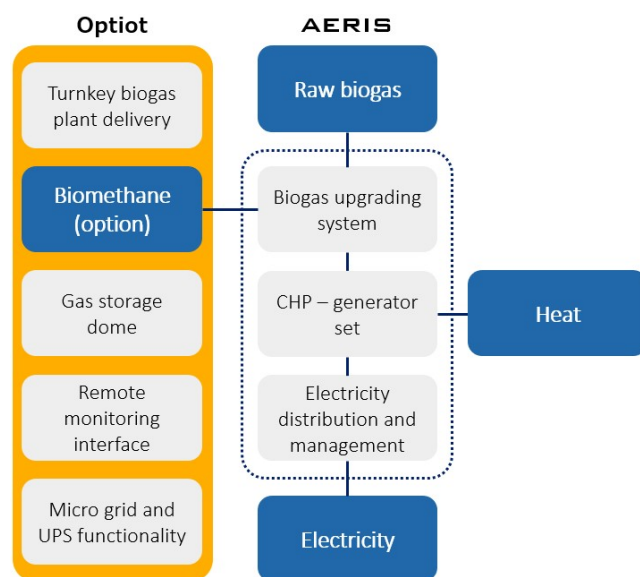 Optiot
AERIS
Turnkey biogas
plant delivery
Biomethane
(option)
Gas storage
dome
Remote
monitoring
interface
Micro grid and
UPS functionality
Raw biogas
Biogas upgrading
system
CHP – generator
set
Electricity
distribution and
management
Electricity
Heat